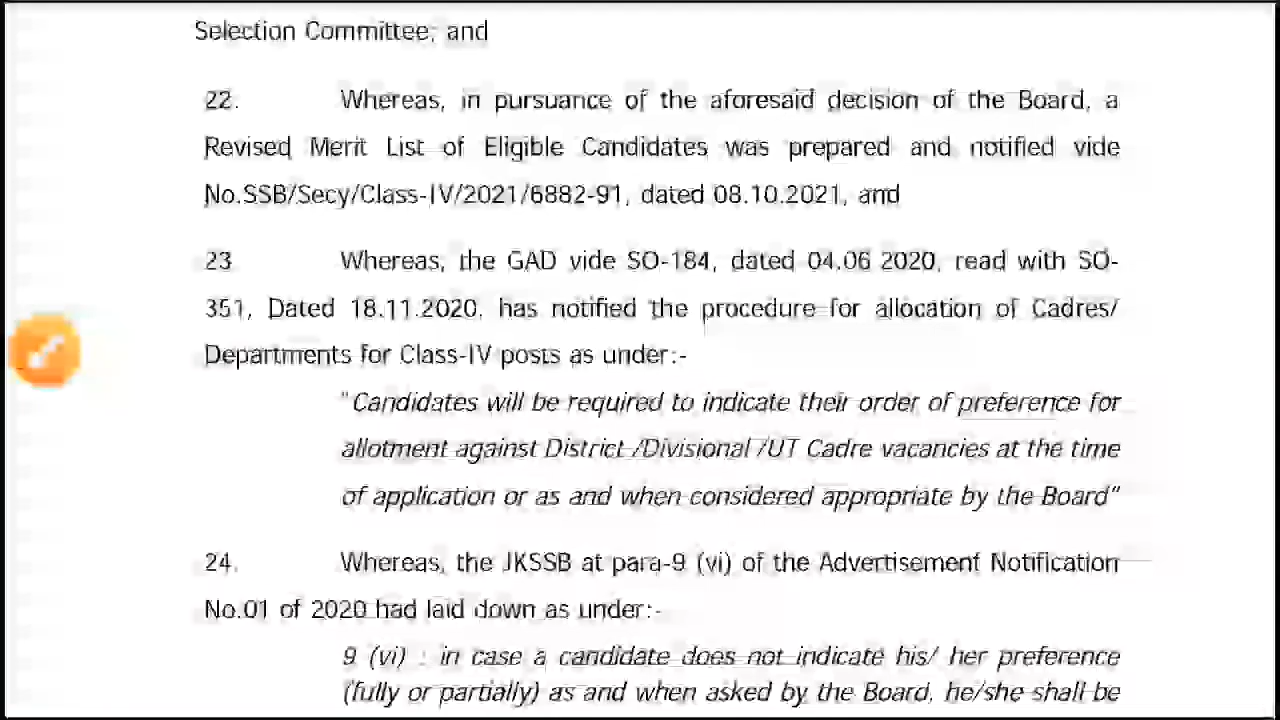 Selection Committee; and
22. Whereas, in pursuance of the aforesaid decision of the Board, a
Revised Merit List of Eligible Candidates was prepared and notified vide
No.SSB/Secy/Class-IV/2021/6882-91, dated 08.10.2021, and
23 Whereas, the GAD vide SO-184, dated 04.06 2020, read with SO-
351, Dated 18.11.2020, has notified the procedure for allocation of Cadres/
Departments for Class-IV posts as under:-
"Candidates will be required to indicate their order of preference for
allotment against District /Divisional /UT Cadre vacancies at the time
of application or as and when considered appropriate by the Board"
24. Whereas, the JKSSB at para-9 (vi) of the Advertisement Notification
No.01 of 2020 had laid down as under:-
9 (vi) : in case a candidate does not indicate his/ her preference
(fully or partially) as and when asked by the Board, he/she shall be